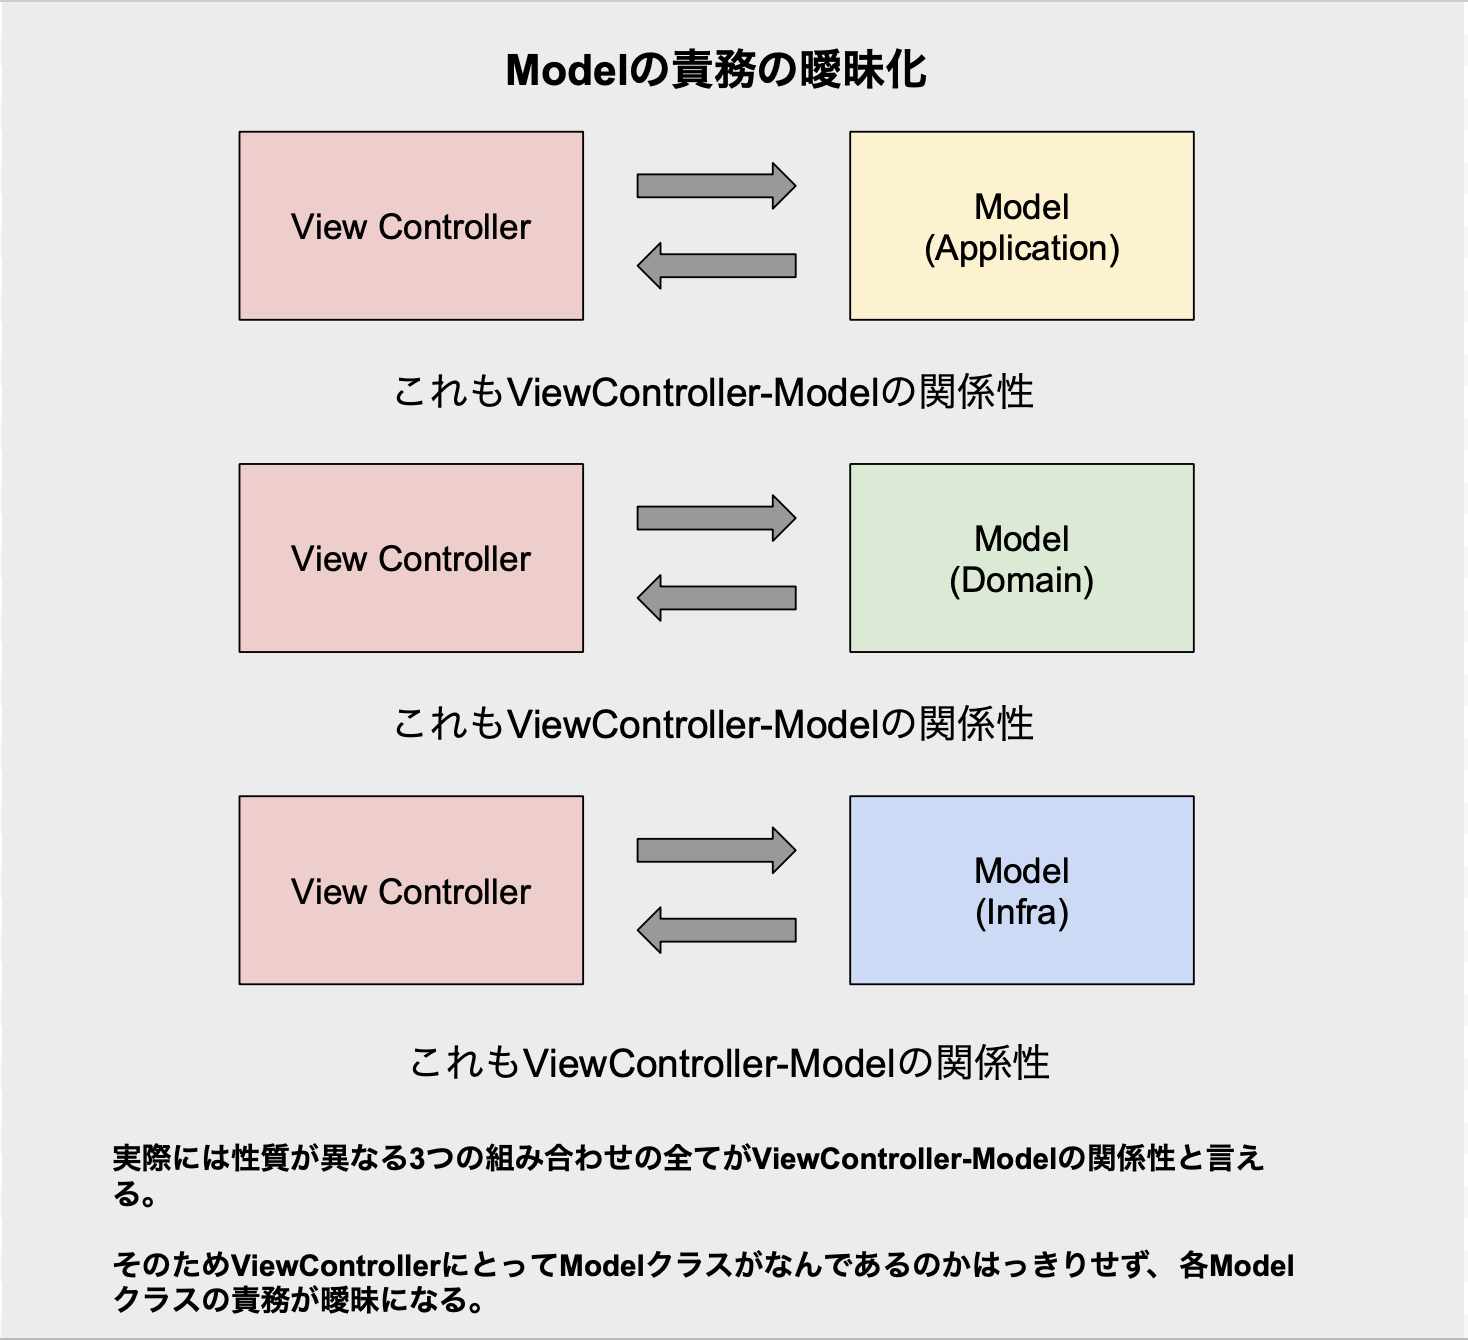 Modelの責務の曖昧化
View Controller
Model
(Application)
これもViewController-Modelの関係性
View Controller
Model
(Domain)
これもViewController-Modelの関係性
View Controller
Model
(Infra)
これもViewController-Modelの関係性
実際には性質が異なる3つの組み合わせの全てがViewController-Modelの関係性と言え
る。
そのためViewControllerにとってModelクラスがなんであるのかはっきりせず、各Model
クラスの責務が曖昧になる。